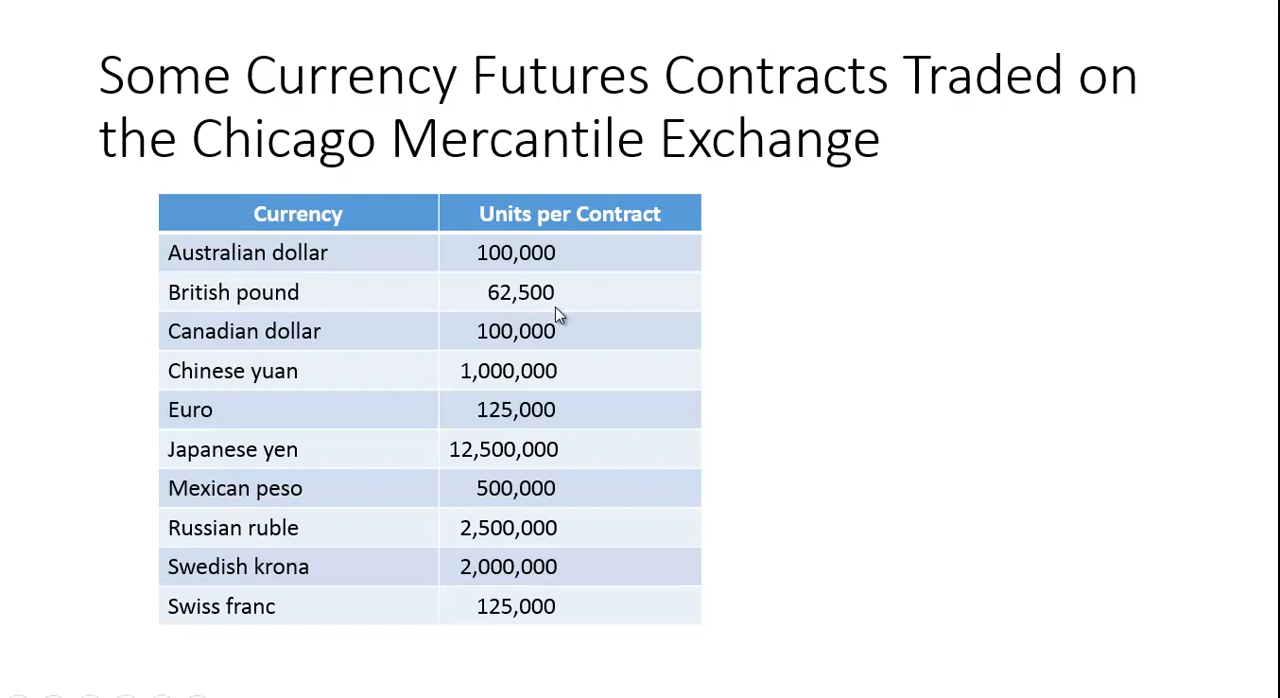 Some Currency Futures Contracts Traded on
the Chicago Mercantile Exchange
Currency Units per Contract
Australian dollar 100,000
British pound 62,500
Canadian dollar 100,000
Chinese yuan 1,000,000
Euro 125,000
Japanese yen 12,500,000
Mexican peso 500,000
Russian ruble 2,500,000
Swedish krona 2,000,000
Swiss franc 125,000